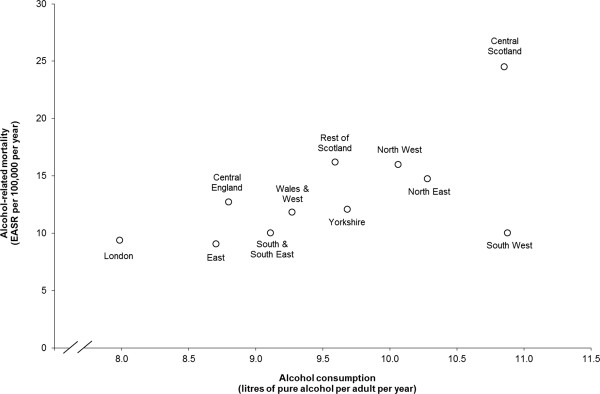 30
25
20
15
10
5
0
Alcohol-related mortality
(EASR per 100,000 per year)
Central
Scotland
Rest of
Scotland
North West
Central
England
Wales &
West
North East
Yorkshire
London
East
South &
South East
South West
8.0
8.5
9.0
9.5
10.0
10.5
11.0
11.5
Alcohol consumption
(litres of pure alcohol per adult per year)